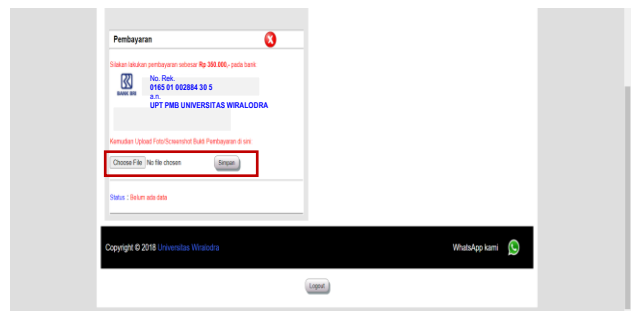 Pembayaran
Silakan lakukan pembayaran sebesar Rp 350.000,- pada bank
BANK BRI
No. Rek.
0165 01 002884 30 5
a.n.
UPT PMB UNIVERSITAS WIRALODRA
Kemudian Upload Foto/Screenshot Bukti Pembayaran di sini
Choose File No file chosen Simpan
Status : Belum ada data
Copyright © 2018 Universitas Wiralodra WhatsApp kami
Logout